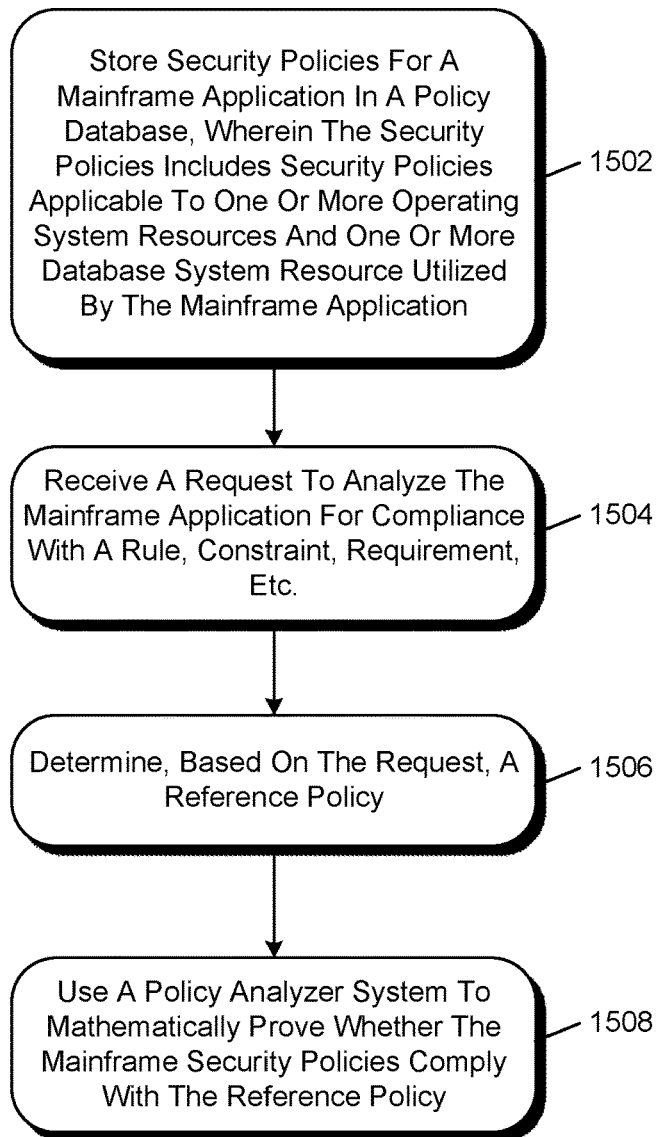 Store Security Policies For A
Mainframe Application In A Policy
Database, Wherein The Security
Policies Includes Security Policies
Applicable To One Or More Operating
System Resources And One Or More
Database System Resource Utilized
By The Mainframe Application
1502
Receive A Request To Analyze The
Mainframe Application For Compliance
With A Rule, Constraint, Requirement,
Etc.
1504
Determine, Based On The Request, A
Reference Policy
1506
Use A Policy Analyzer System To
Mathematically Prove Whether The
Mainframe Security Policies Comply
With The Reference Policy
1508